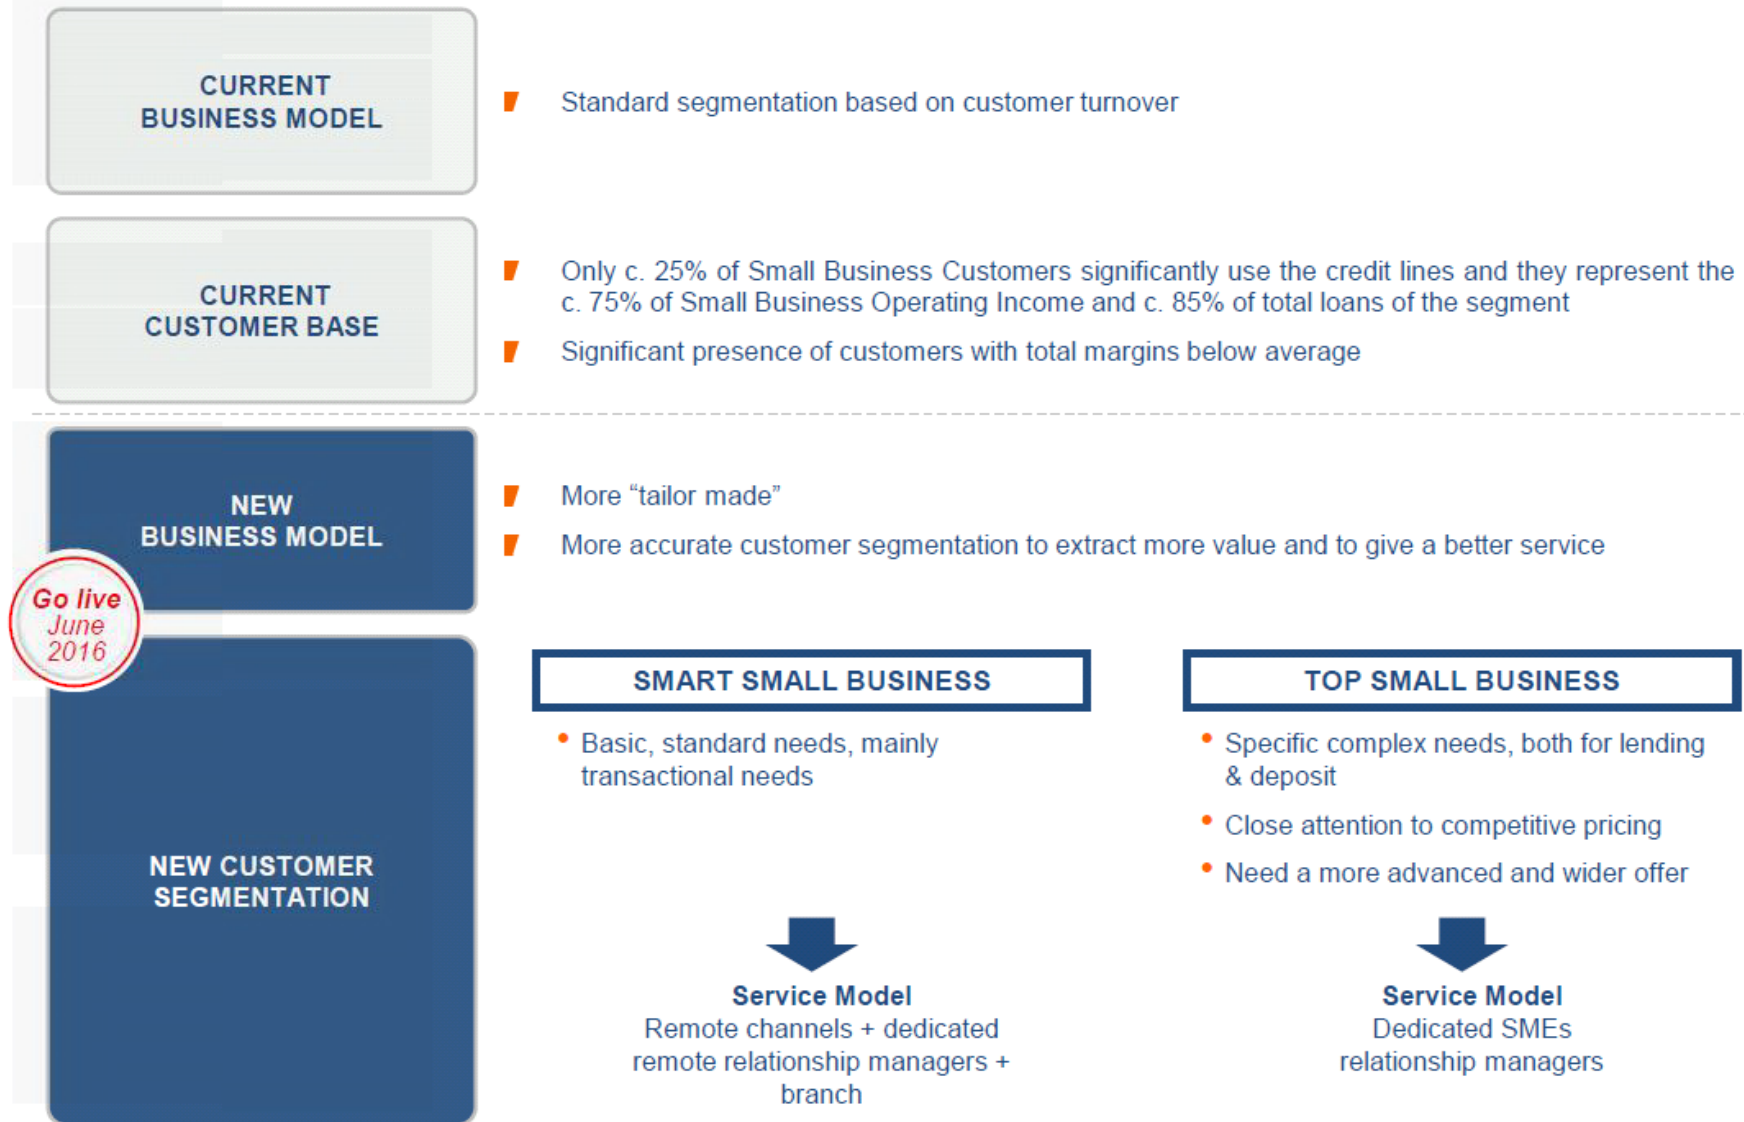 CURRENT
BUSINESS MODEL
Standard segmentation based on customer turnover
CURRENT
CUSTOMER BASE
Only c. 25% of Small Business Customers significantly use the credit lines and they represent the
c. 75% of Small Business Operating Income and c. 85% of total loans of the segment
Significant presence of customers with total margins below average
NEW
BUSINESS MODEL
More “tailor made”
More accurate customer segmentation to extract more value and to give a better service
Go live
June
2016
NEW CUSTOMER
SEGMENTATION
SMART SMALL BUSINESS
• Basic, standard needs, mainly
transactional needs
Service Model
Remote channels + dedicated
remote relationship managers +
branch
TOP SMALL BUSINESS
• Specific complex needs, both for lending
& deposit
• Close attention to competitive pricing
• Need a more advanced and wider offer
Service Model
Dedicated SMEs
relationship managers